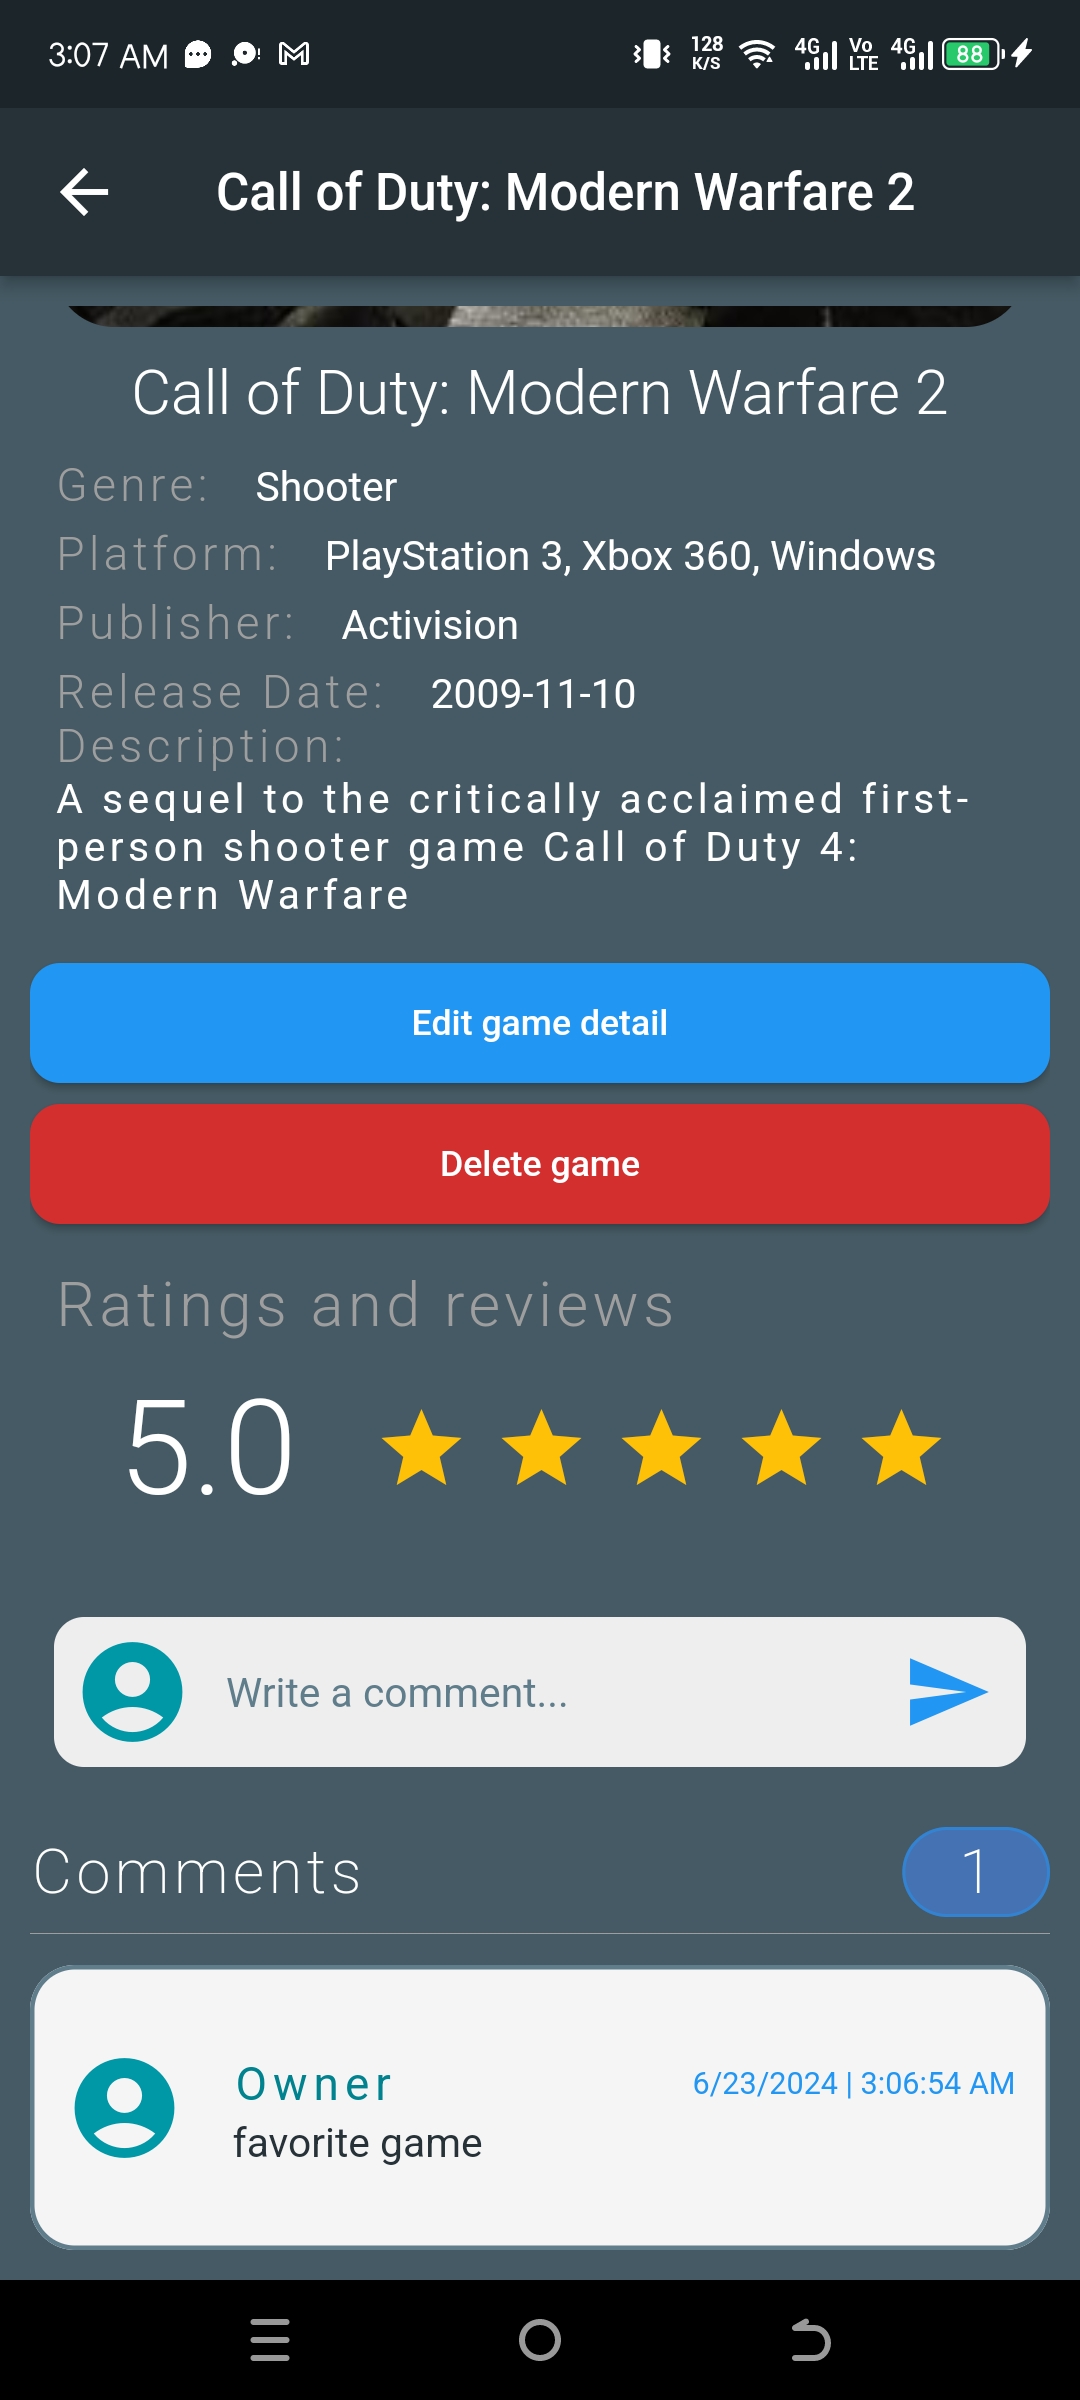 3:07 AM
128
K/S
4G
Vo
LTE
4G
88
Call of Duty: Modern Warfare 2
Call of Duty: Modern Warfare 2
Genre: Shooter
Platform: PlayStation 3, Xbox 360, Windows
Publisher: Activision
Release Date: 2009-11-10
Description:
A sequel to the critically acclaimed first-
person shooter game Call of Duty 4:
Modern Warfare
Edit game detail
Delete game
Ratings and reviews
5.0
Write a comment...
Comments 1
Owner 6/23/2024 | 3:06:54 AM
favorite game